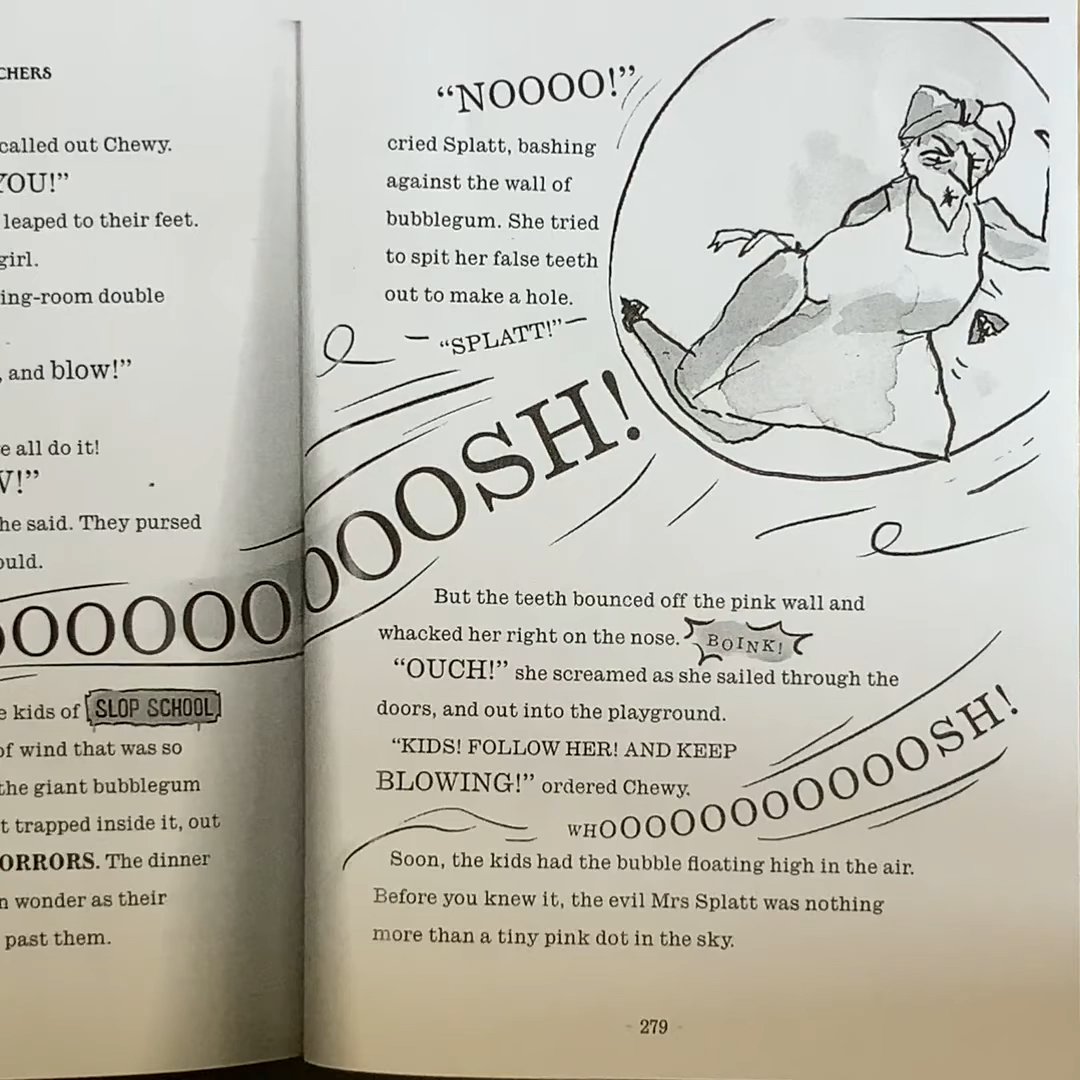 CHERS
called out Chewy.
YOU!”
leaped to their feet.
girl.
ing-room double
, and blow!”
e all do it!
he said. They pursed
ould.
OOOOOO
e kids of SLOP SCHOOL
of wind that was so
the giant bubblegum
t trapped inside it, out
ORRORS. The dinner
n wonder as their
past them.
“NOOOO!”
cried Splatt, bashing
against the wall of
bubblegum. She tried
to spit her false teeth
out to make a hole.
“SPLATT!”
OOOOSH!
But the teeth bounced off the pink wall and
whacked her right on the nose. BOINK!
“OUCH!” she screamed as she sailed through the
doors, and out into the playground.
“KIDS! FOLLOW HER! AND KEEP
BLOWING!” ordered Chewy.
WHOOOOOOOOOOOSH!
Soon, the kids had the bubble floating high in the air.
Before you knew it, the evil Mrs Splatt was nothing
more than a tiny pink dot in the sky.
279